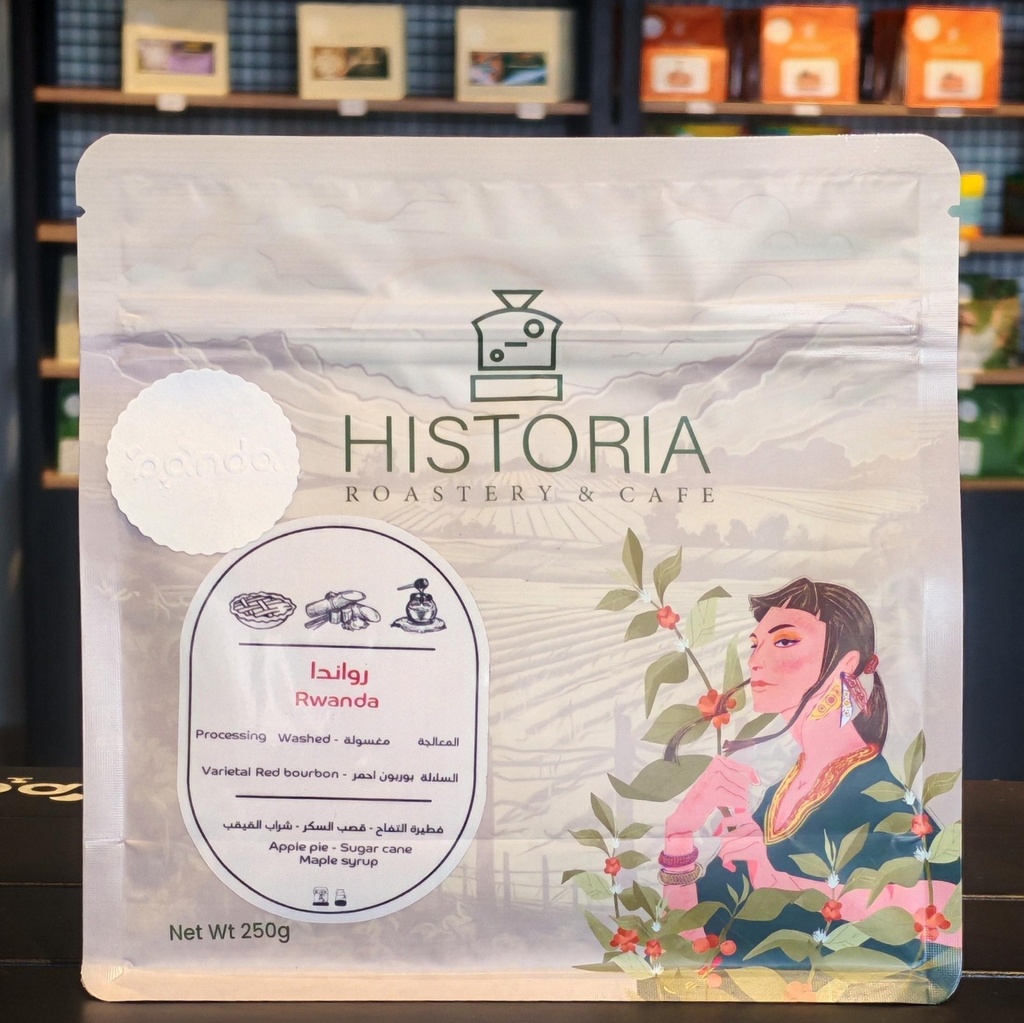 HISTORIA
ROASTERY & CAFE
رواندا
Rwanda
Processing Washed - مغسولة المعالجة
Varietal Red bourbon - السلالة بوربون احمر
فطيرة التفاح - قصب السكر - شراب القيقب
Apple pie - Sugar cane
Maple syrup
Net Wt 250g